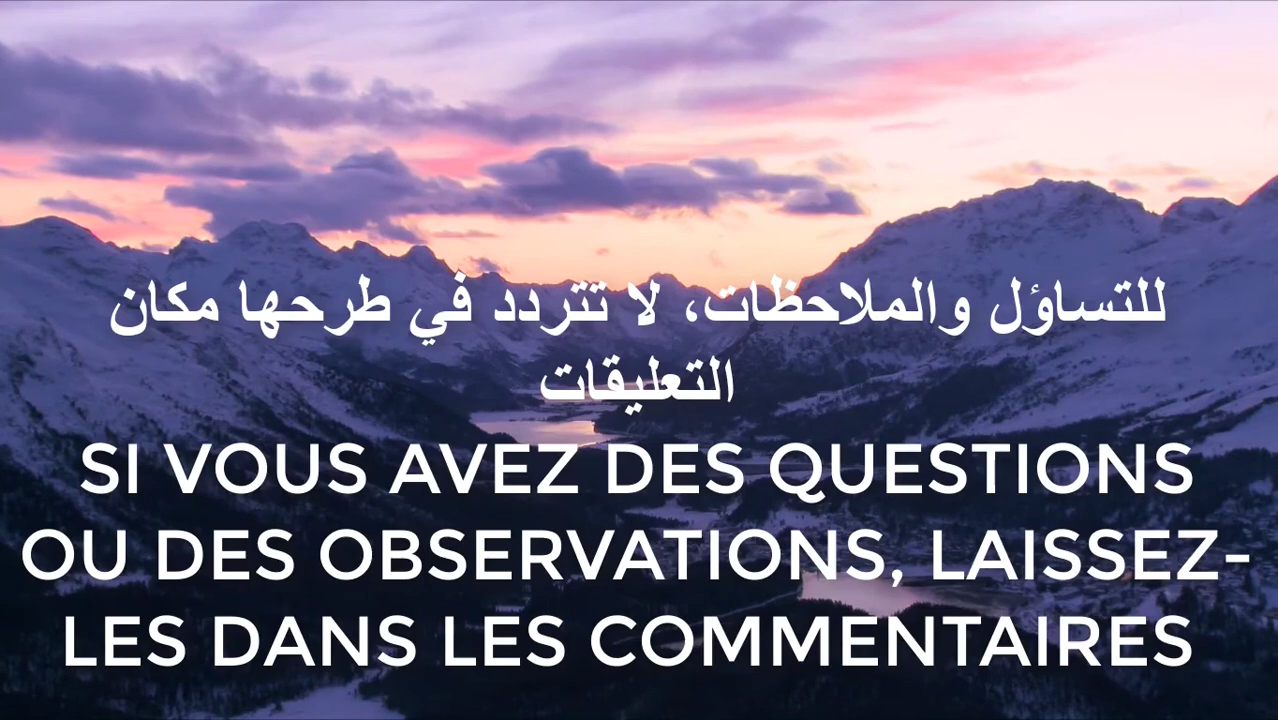 للتساؤل والملاحظات، لا تتردد في طرحها مكان
التعليقات
SI VOUS AVEZ DES QUESTIONS
OU DES OBSERVATIONS, LAISSEZ-
LES DANS LES COMMENTAIRES